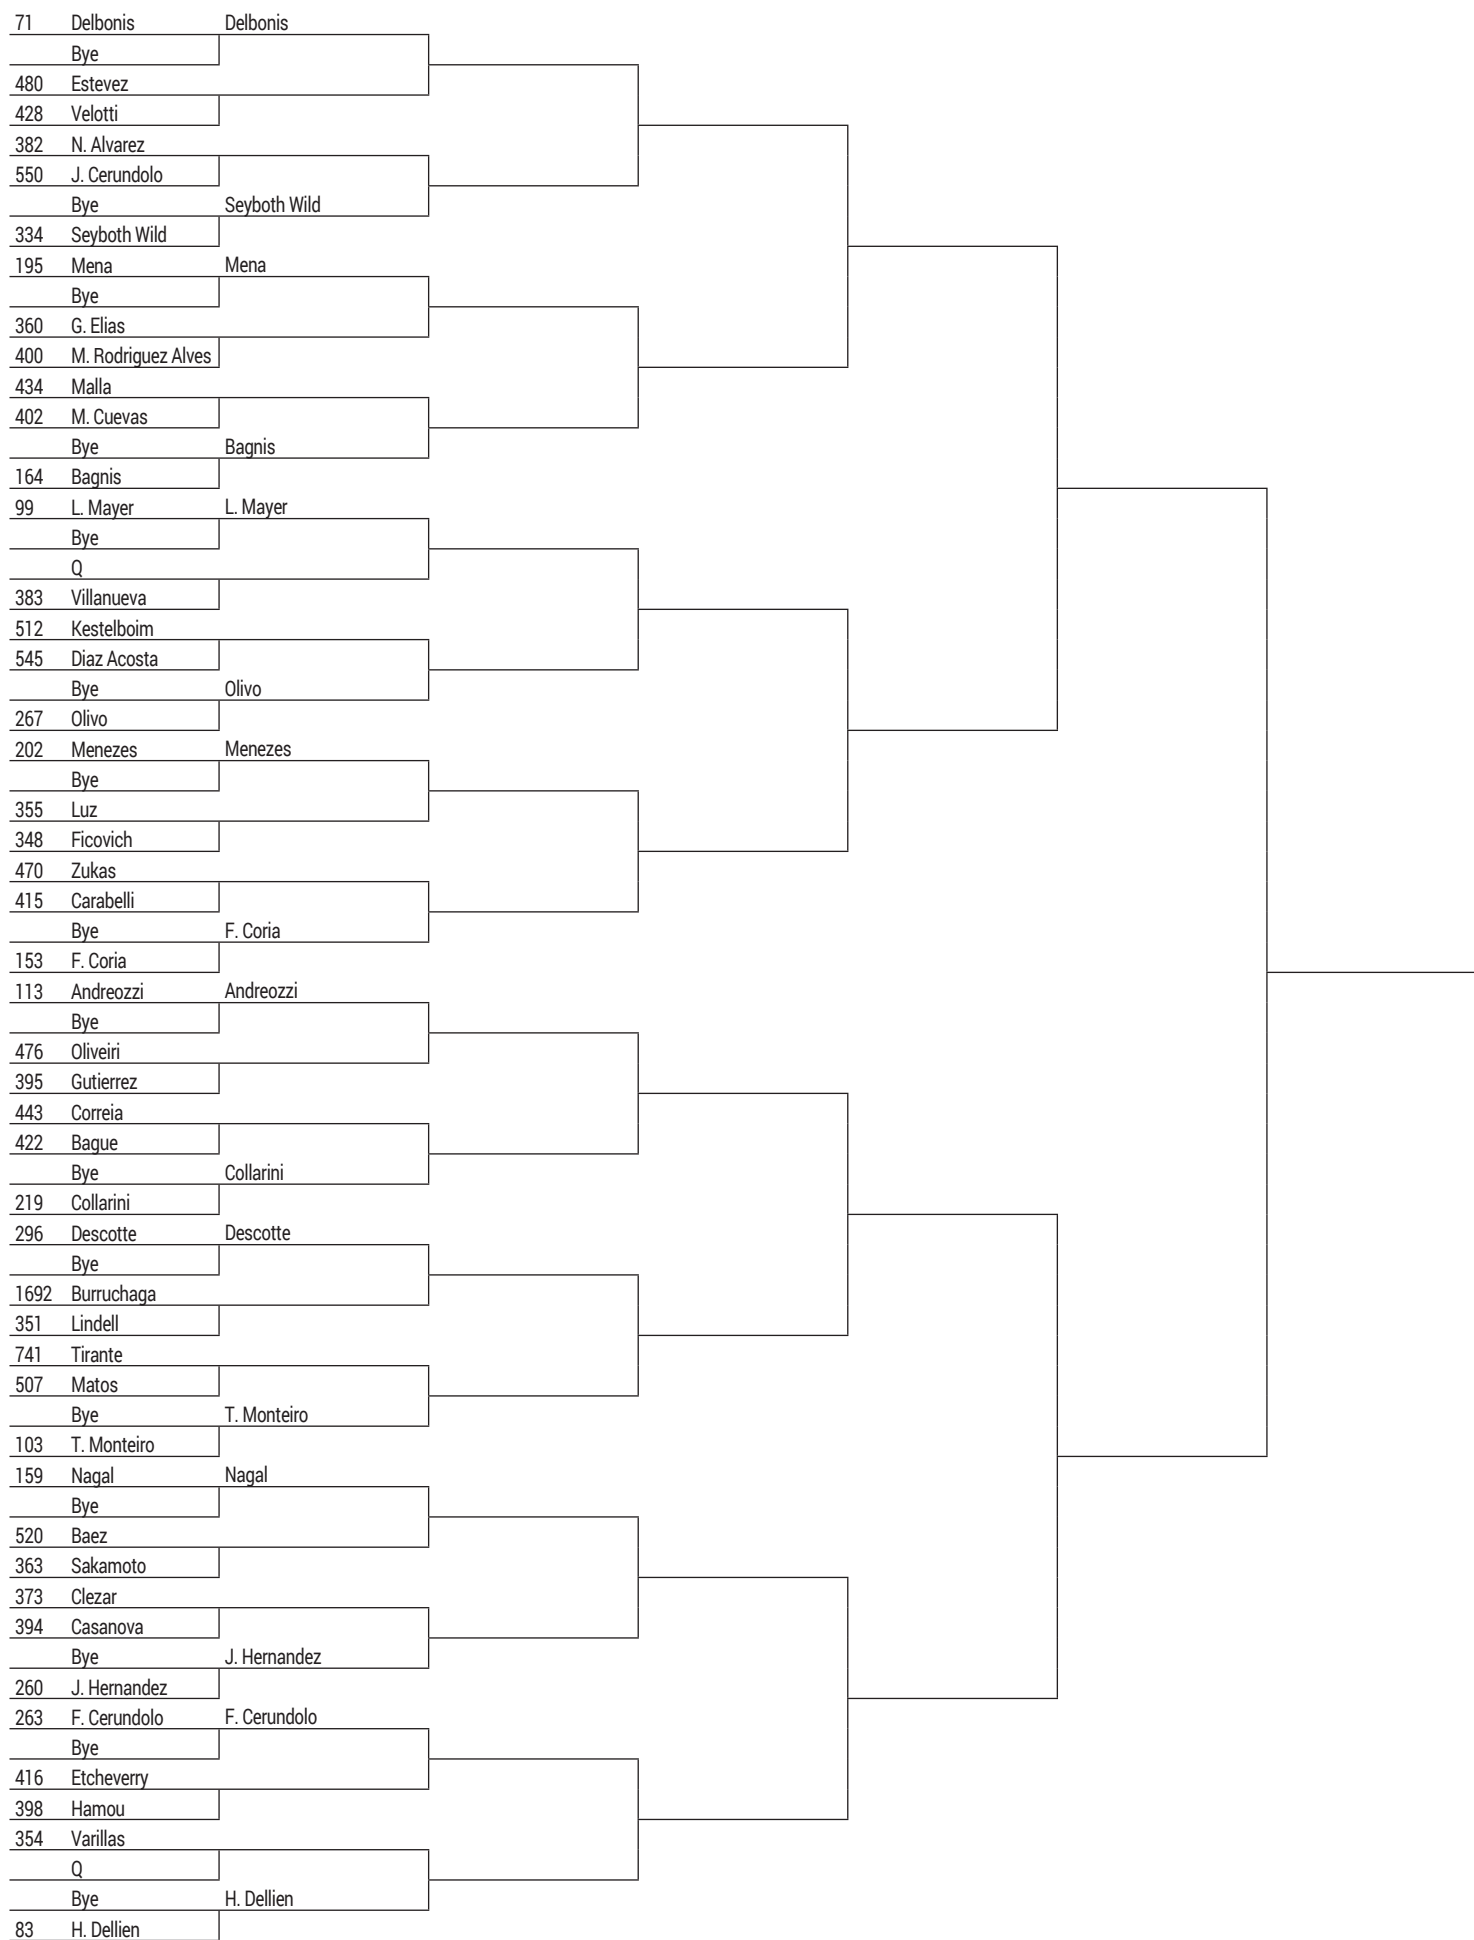 71 Delbonis Delbonis
Bye
480 Estevez
428 Velotti
382 N. Alvarez
550 J. Cerundolo
Bye Seyboth Wild
334 Seyboth Wild
195 Mena Mena
Bye
360 G. Elias
400 M. Rodriguez Alves
434 Malla
402 M. Cuevas
Bye Bagnis
164 Bagnis
99 L. Mayer L. Mayer
Bye
Q
383 Villanueva
512 Kestelboim
545 Diaz Acosta
Bye Olivo
267 Olivo
202 Menezes Menezes
Bye
355 Luz
348 Ficovich
470 Zukas
415 Carabelli
Bye F. Coria
153 F. Coria
113 Andreozzi Andreozzi
Bye
476 Oliveiri
395 Gutierrez
443 Correia
422 Bague
Bye Collarini
219 Collarini
296 Descotte Descotte
Bye
1692 Burruchaga
351 Lindell
741 Tirante
507 Matos
Bye T. Monteiro
103 T. Monteiro
159 Nagal Nagal
Bye
520 Baez
363 Sakamoto
373 Clezar
394 Casanova
Bye J. Hernandez
260 J. Hernandez
263 F. Cerundolo F. Cerundolo
Bye
416 Etcheverry
398 Hamou
354 Varillas
Q
Bye H. Dellien
83 H. Dellien